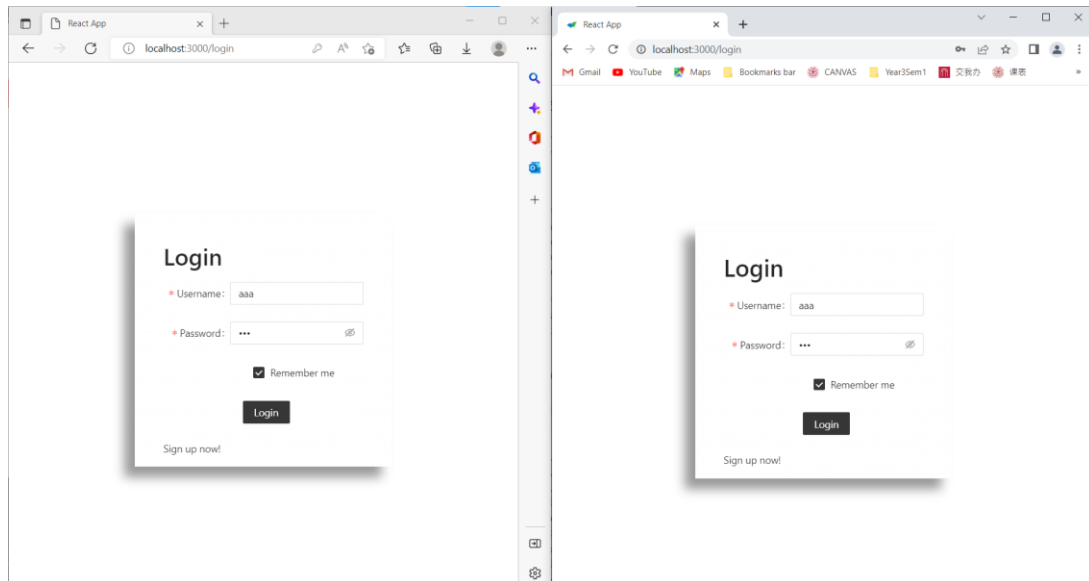 React App
localhost:3000/login
Login
* Username: aaa
* Password: •••
Remember me
Login
Sign up now!
React App
localhost:3000/login
Gmail YouTube Maps Bookmarks bar CANVAS Year3Sem1 交我办 课表 »
Login
* Username: aaa
* Password: •••
Remember me
Login
Sign up now!